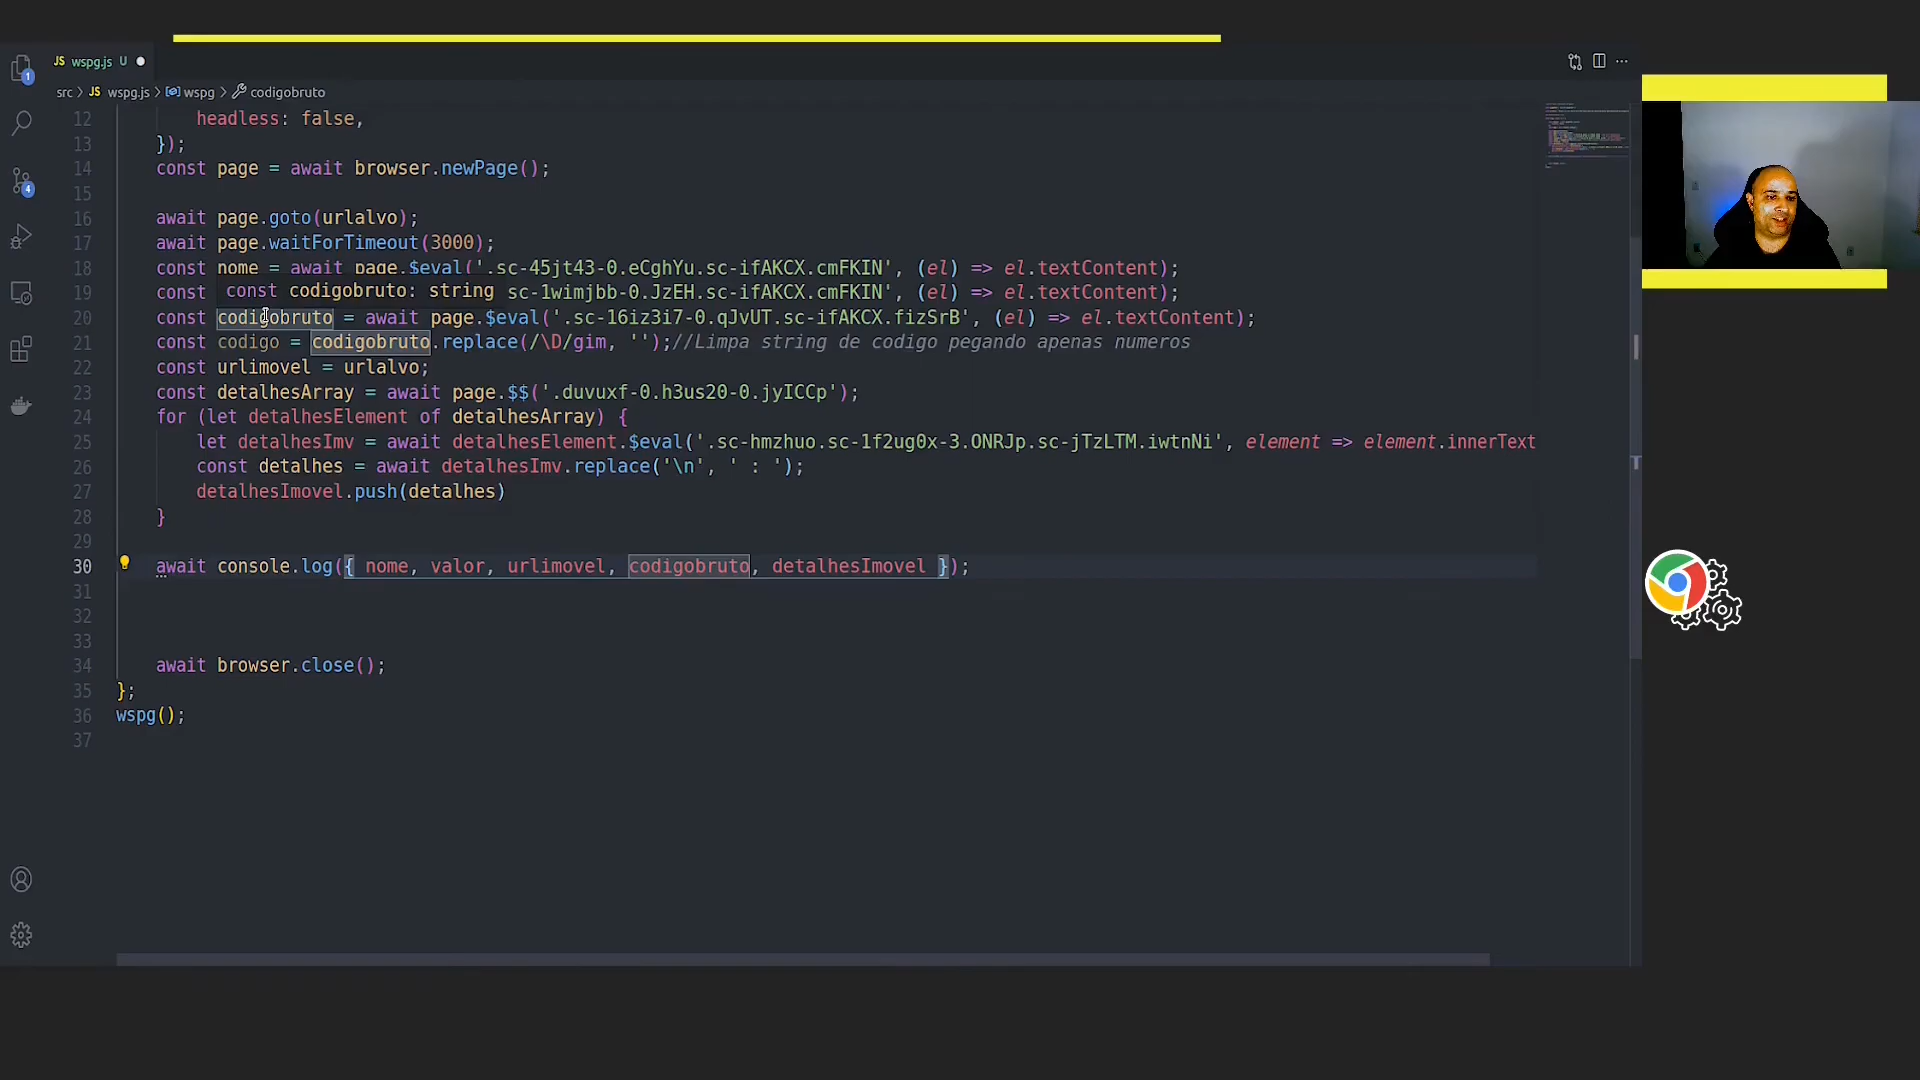 JS wspg.js U
src > JS wspg.js > wspg > codigobruto
12 headless: false,
13 });
14 const page = await browser.newPage();
15
16 await page.goto(urlalvo);
17 await page.waitForTimeout(3000);
18 const nome = await page.$eval('.sc-45jt43-0.eCghYu.sc-ifAKCX.cmFKIN', (el) => el.textContent);
const codigobruto: string
19 const sc-1wimjbb-0.JzEH.sc-ifAKCX.cmFKIN', (el) => el.textContent);
20 const codigobruto = await page.$eval('.sc-16iz3i7-0.qJvUT.sc-ifAKCX.fizSrB', (el) => el.textContent);
21 const codigo = codigobruto.replace(/\D/gim, '');//Limpa string de codigo pegando apenas numeros
22 const urlimovel = urlalvo;
23 const detalhesArray = await page.$$('.duvuxf-0.h3us20-0.jyICCp');
24 for (let detalhesElement of detalhesArray) {
25 let detalhesImv = await detalhesElement.$eval('.sc-hmzhuo.sc-1f2ug0x-3.ONRJp.sc-jTzLTM.iwtnNi', element => element.innerText
26 const detalhes = await detalhesImv.replace('\n', ' : ');
27 detalhesImovel.push(detalhes)
28 }
29
30 await console.log({ nome, valor, urlimovel, codigobruto, detalhesImovel });
31
32
33
34 await browser.close();
35 };
36 wspg();
37
1
4